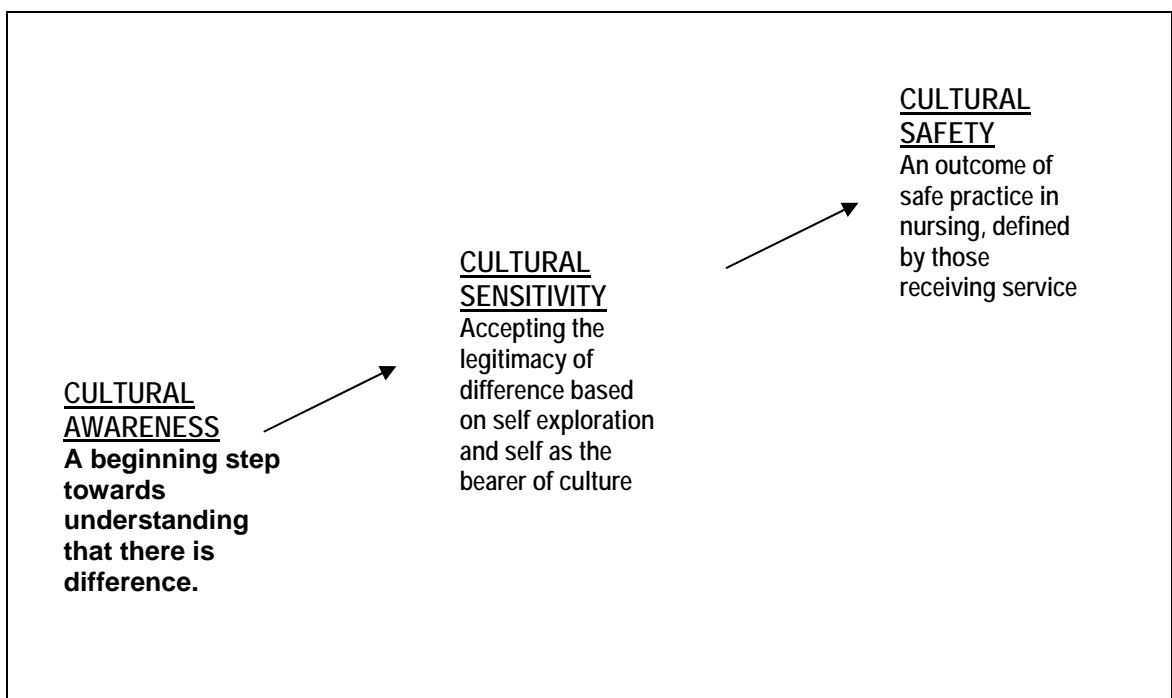 CULTURAL
AWARENESS
A beginning step
towards
understanding
that there is
difference.
CULTURAL
SENSITIVITY
Accepting the
legitimacy of
difference based
on self exploration
and self as the
bearer of culture
CULTURAL
SAFETY
An outcome of
safe practice in
nursing, defined
by those
receiving service